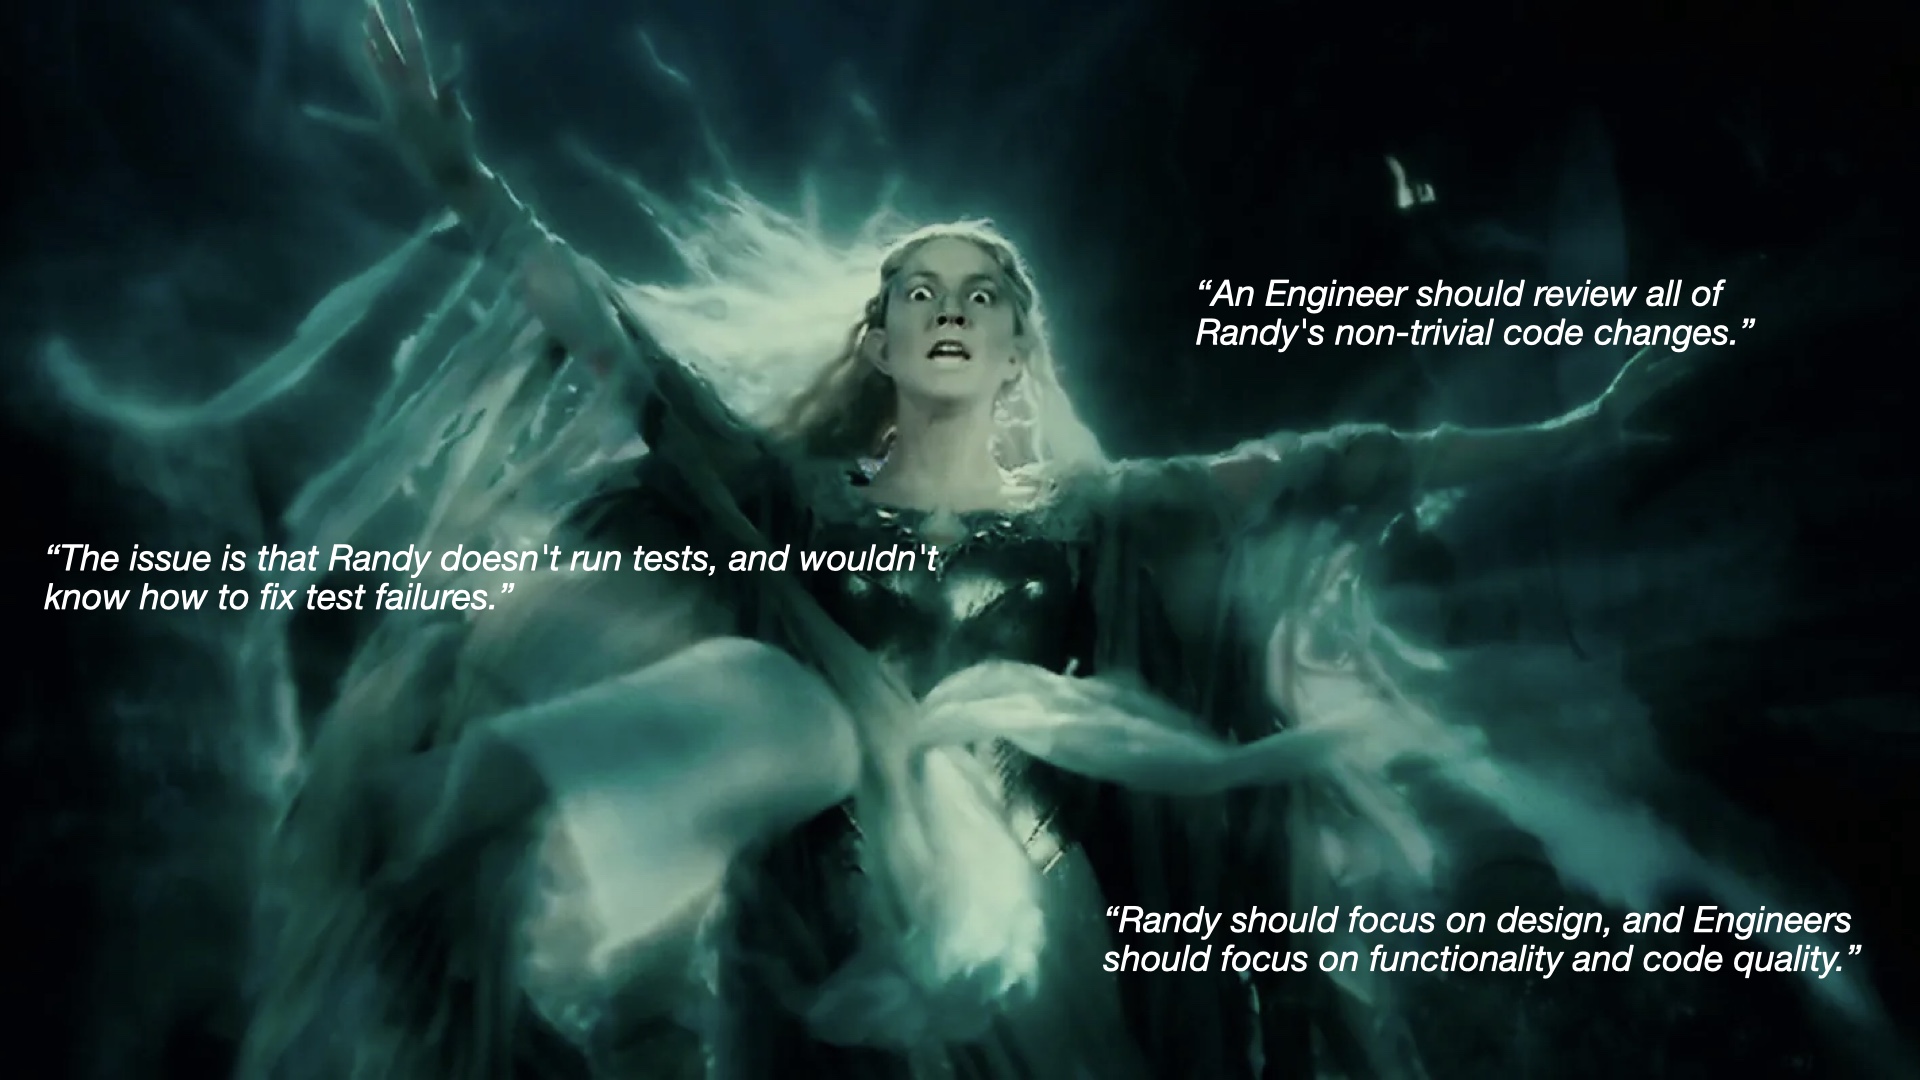 “An Engineer should review all of
Randy's non-trivial code changes.”
“The issue is that Randy doesn't run tests, and wouldn't
know how to fix test failures.”
“Randy should focus on design, and Engineers
should focus on functionality and code quality.”